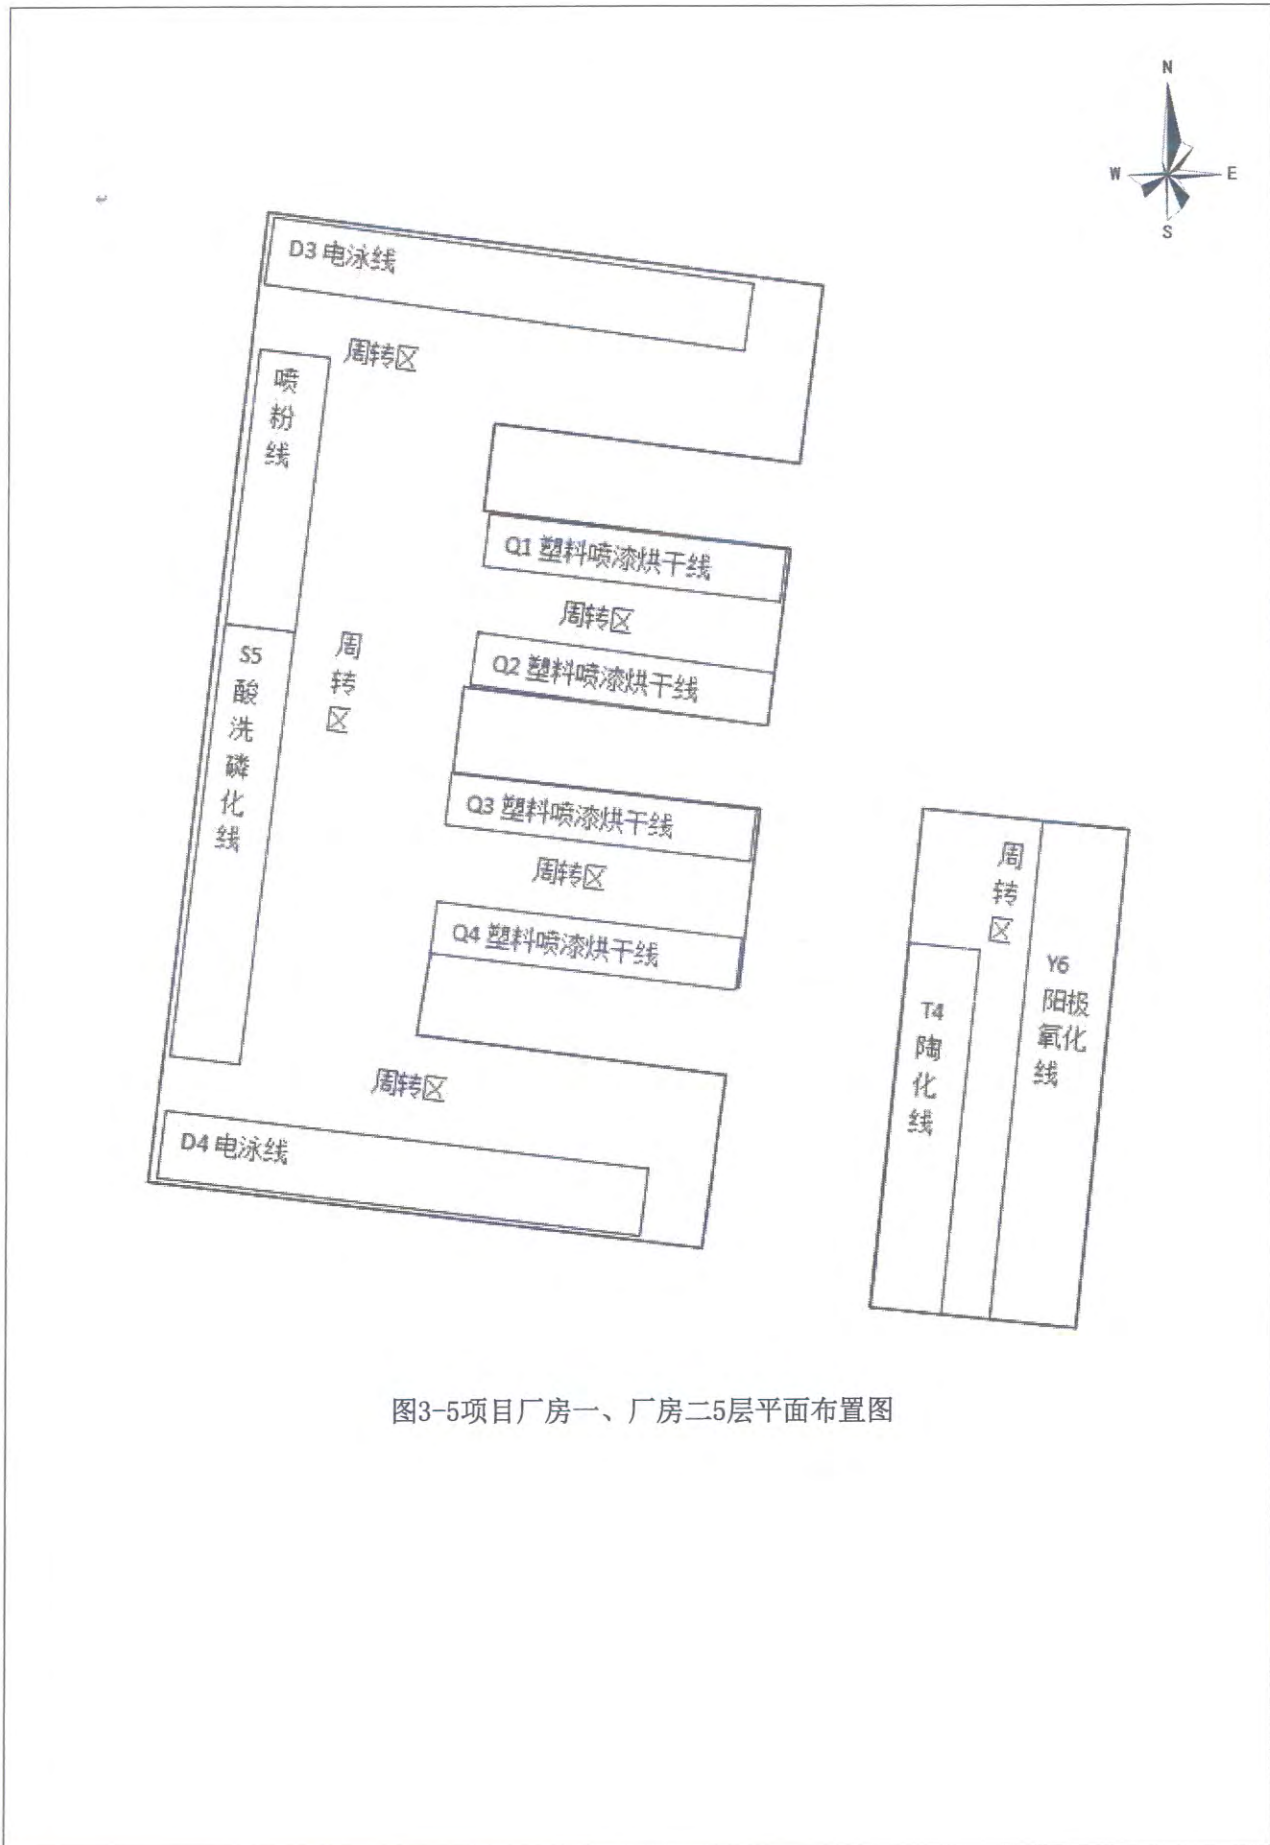 N
W
E
S
D3 电泳线
周转区
喷
粉
线
Q1 塑料喷漆烘干线
周转区
S5
酸
洗
磷
化
线
周
转
区
Q2 塑料喷漆烘干线
Q3 塑料喷漆烘干线
周转区
Q4 塑料喷漆烘干线
周
转
区
Y6
阳极
氧化
线
T4
陶
化
线
周转区
D4 电泳线
图3-5项目厂房一、厂房二5层平面布置图